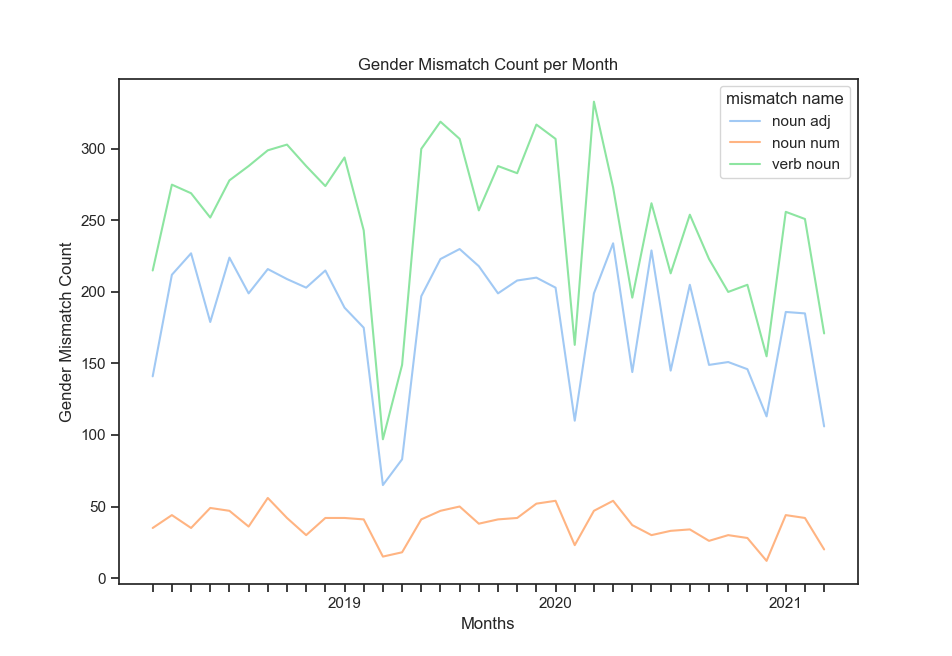 Gender Mismatch Count per Month
mismatch name
noun adj
noun num
verb noun
Gender Mismatch Count
300
250
200
150
100
50
0
2019 2020 2021
Months